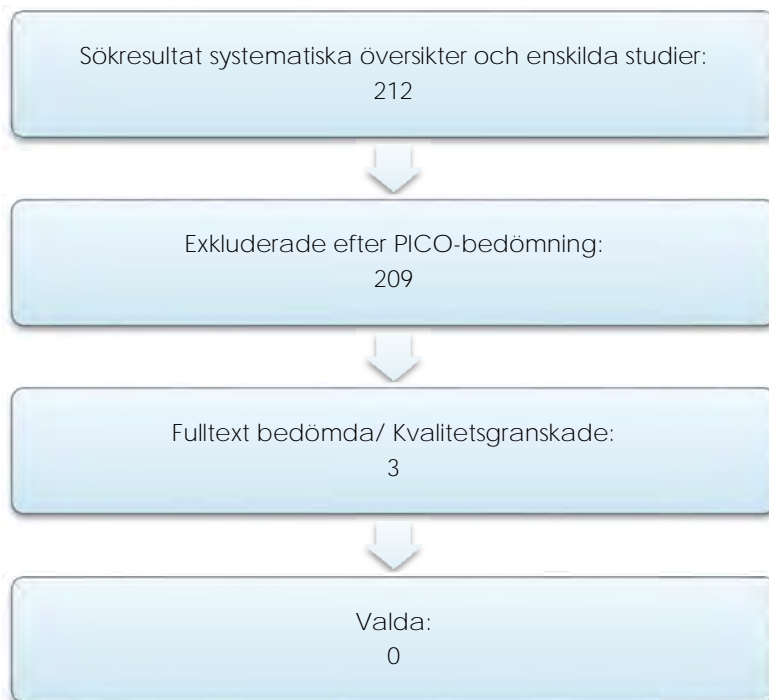 Sökresultat systematiska översikter och enskilda studier:
212
Exkluderade efter PICO-bedömning:
209
Fulltext bedömda/ Kvalitetsgranskade:
3
Valda:
0